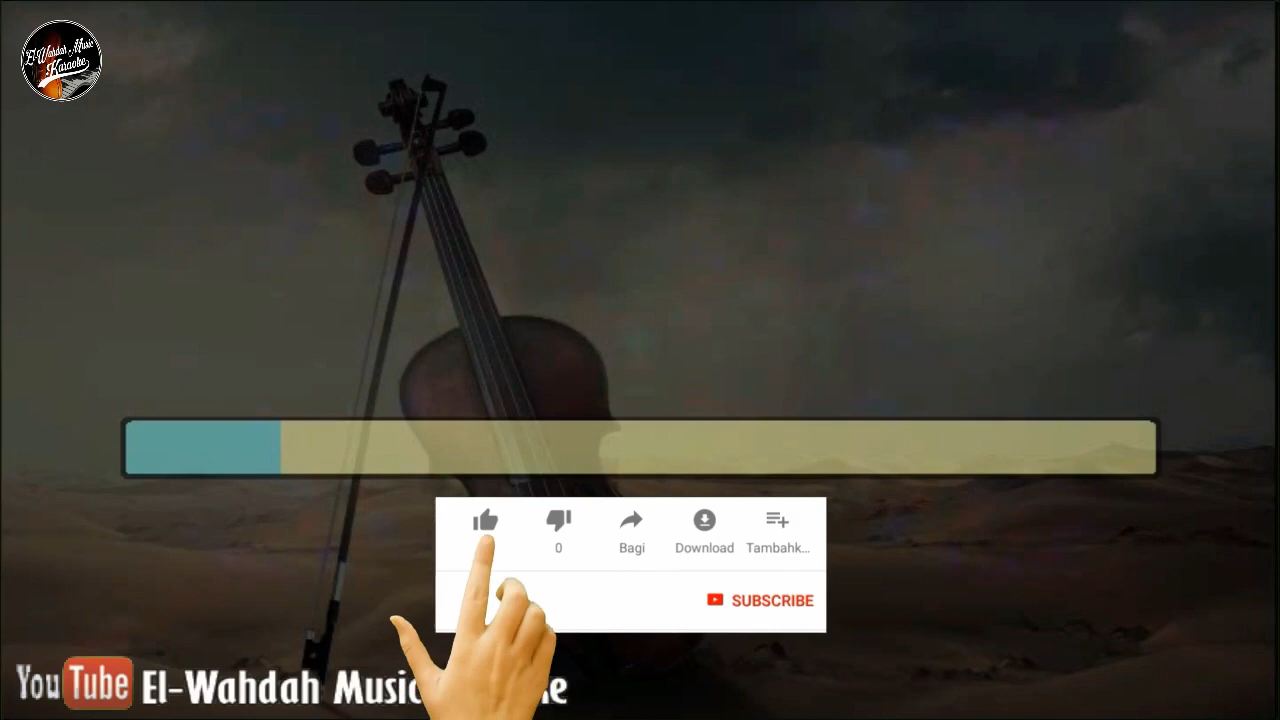 El-Wahdah Music
Karaoke
0 Bagi Download Tambahk...
SUBSCRIBE
YouTube El-Wahdah Music